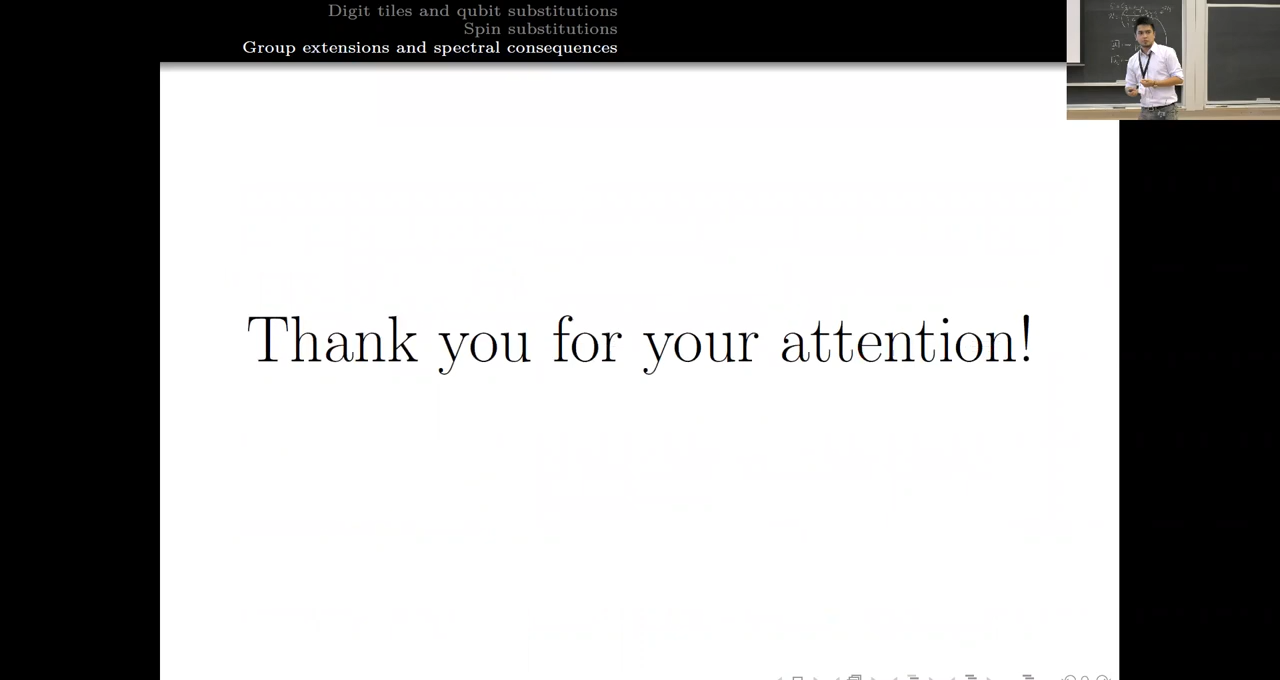 Digit tiles and qubit substitutions
Spin substitutions
Group extensions and spectral consequences
Thank you for your attention!